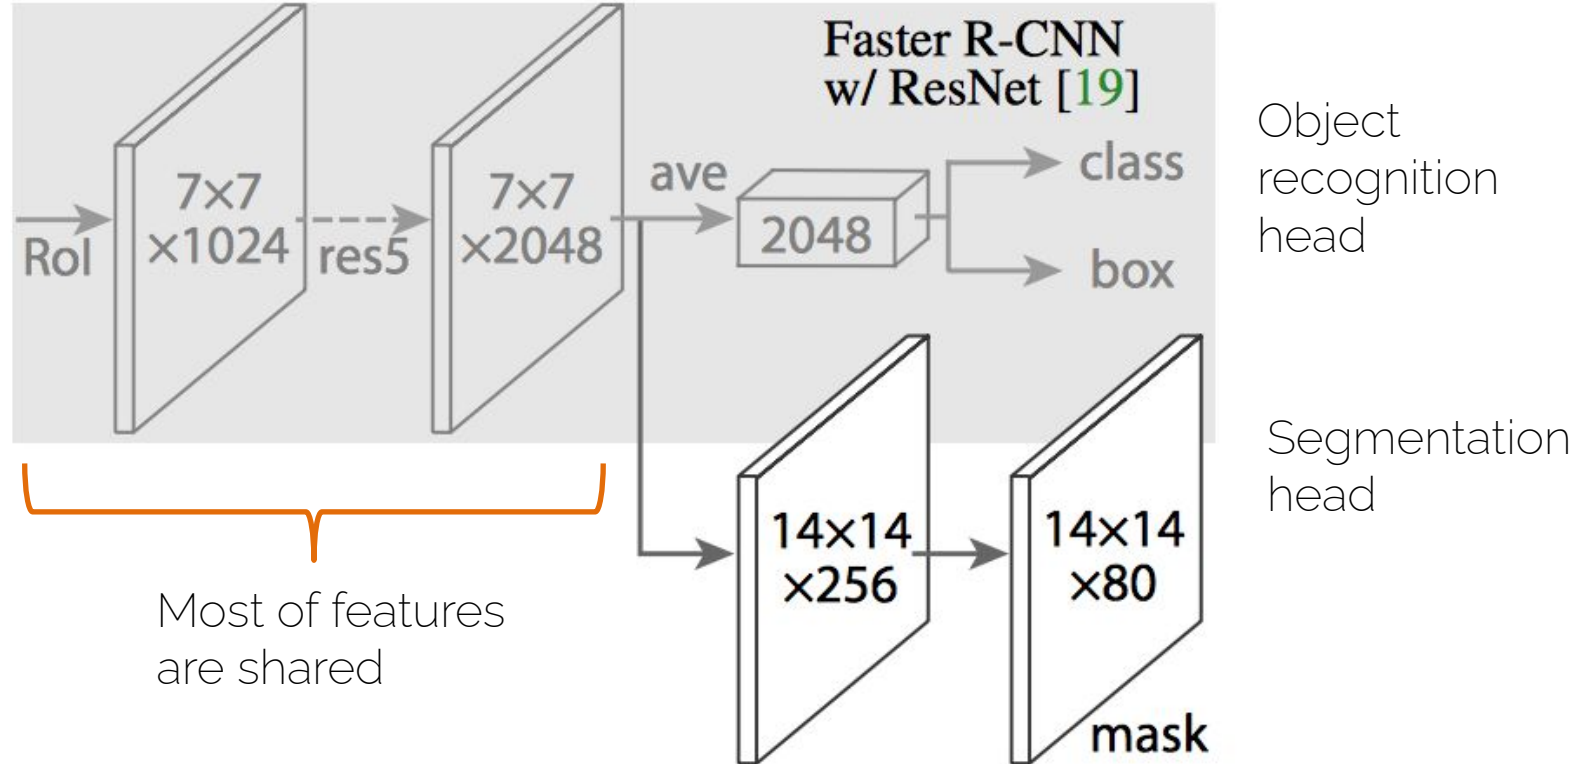 Faster R-CNN
w/ ResNet [19]
RoI
7×7
×1024
res5
7×7
×2048
ave
2048
class
box
Object
recognition
head
14×14
×256
14×14
×80
mask
Segmentation
head
Most of features
are shared